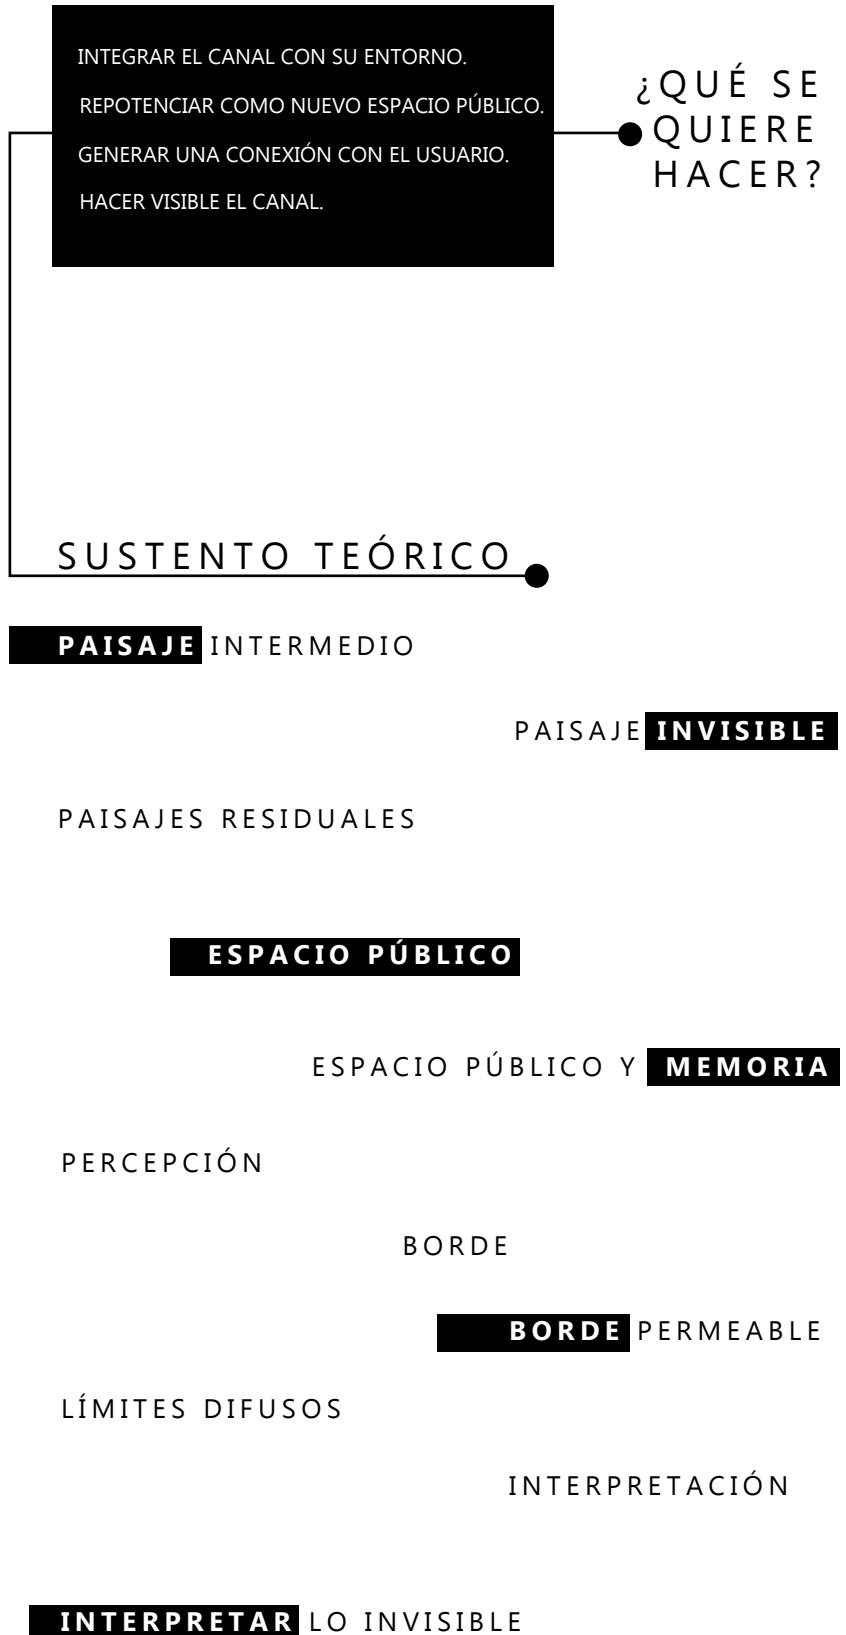 INTEGRAR EL CANAL CON SU ENTORNO.
REPOTENCIAR COMO NUEVO ESPACIO PÚBLICO.
GENERAR UNA CONEXIÓN CON EL USUARIO.
HACER VISIBLE EL CANAL.
¿QUÉ SE
QUIERE
HACER?
SUSTENTO TEÓRICO
PAISAJE INTERMEDIO
PAISAJE INVISIBLE
PAISAJES RESIDUALES
ESPACIO PÚBLICO
ESPACIO PÚBLICO Y MEMORIA
PERCEPCIÓN
BORDE
BORDE PERMEABLE
LÍMITES DIFUSOS
INTERPRETACIÓN
INTERPRETAR LO INVISIBLE